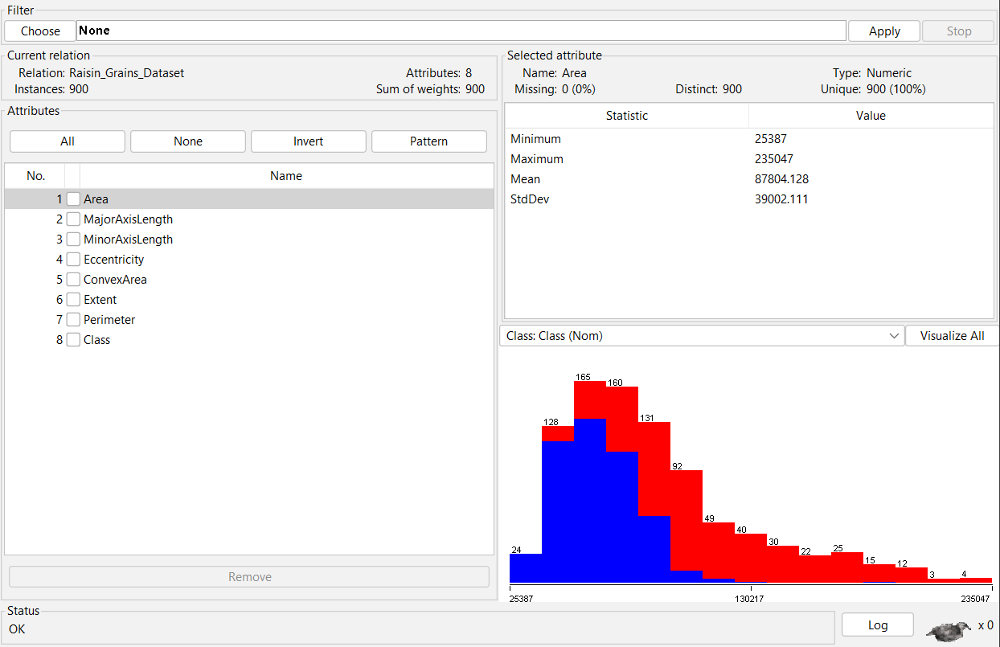 Filter
Choose None Apply Stop
Current relation
Relation: Raisin_Grains_Dataset Attributes: 8
Instances: 900 Sum of weights: 900
Attributes
All None Invert Pattern
No. Name
1 Area
2 MajorAxisLength
3 MinorAxisLength
4 Eccentricity
5 ConvexArea
6 Extent
7 Perimeter
8 Class
Remove
Selected attribute
Name: Area Type: Numeric
Missing: 0 (0%) Distinct: 900 Unique: 900 (100%)
Statistic Value
Minimum 25387
Maximum 235047
Mean 87804.128
StdDev 39002.111
Class: Class (Nom) Visualize All
24 128 165 160 131 92 49 40 30 22 25 15 12 3 4
25387 130217 235047
Status
OK
Log x 0